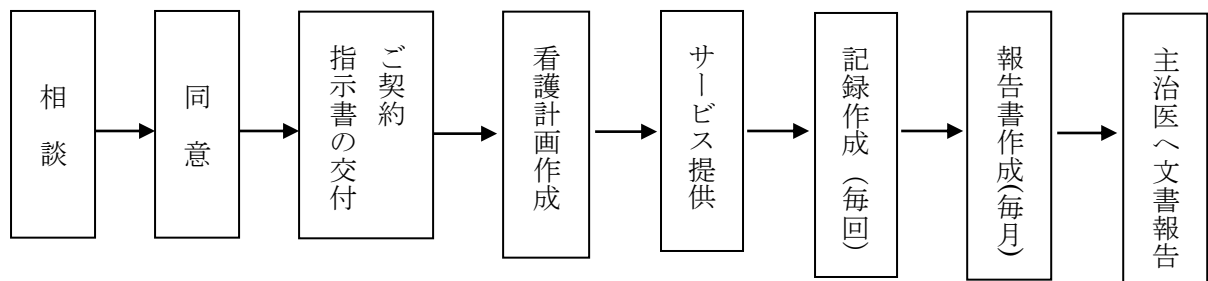 相談
同意
ご契約
指示書の交付
看護計画作成
サービス提供
記録作成（毎回）
報告書作成(毎月)
主治医へ文書報告